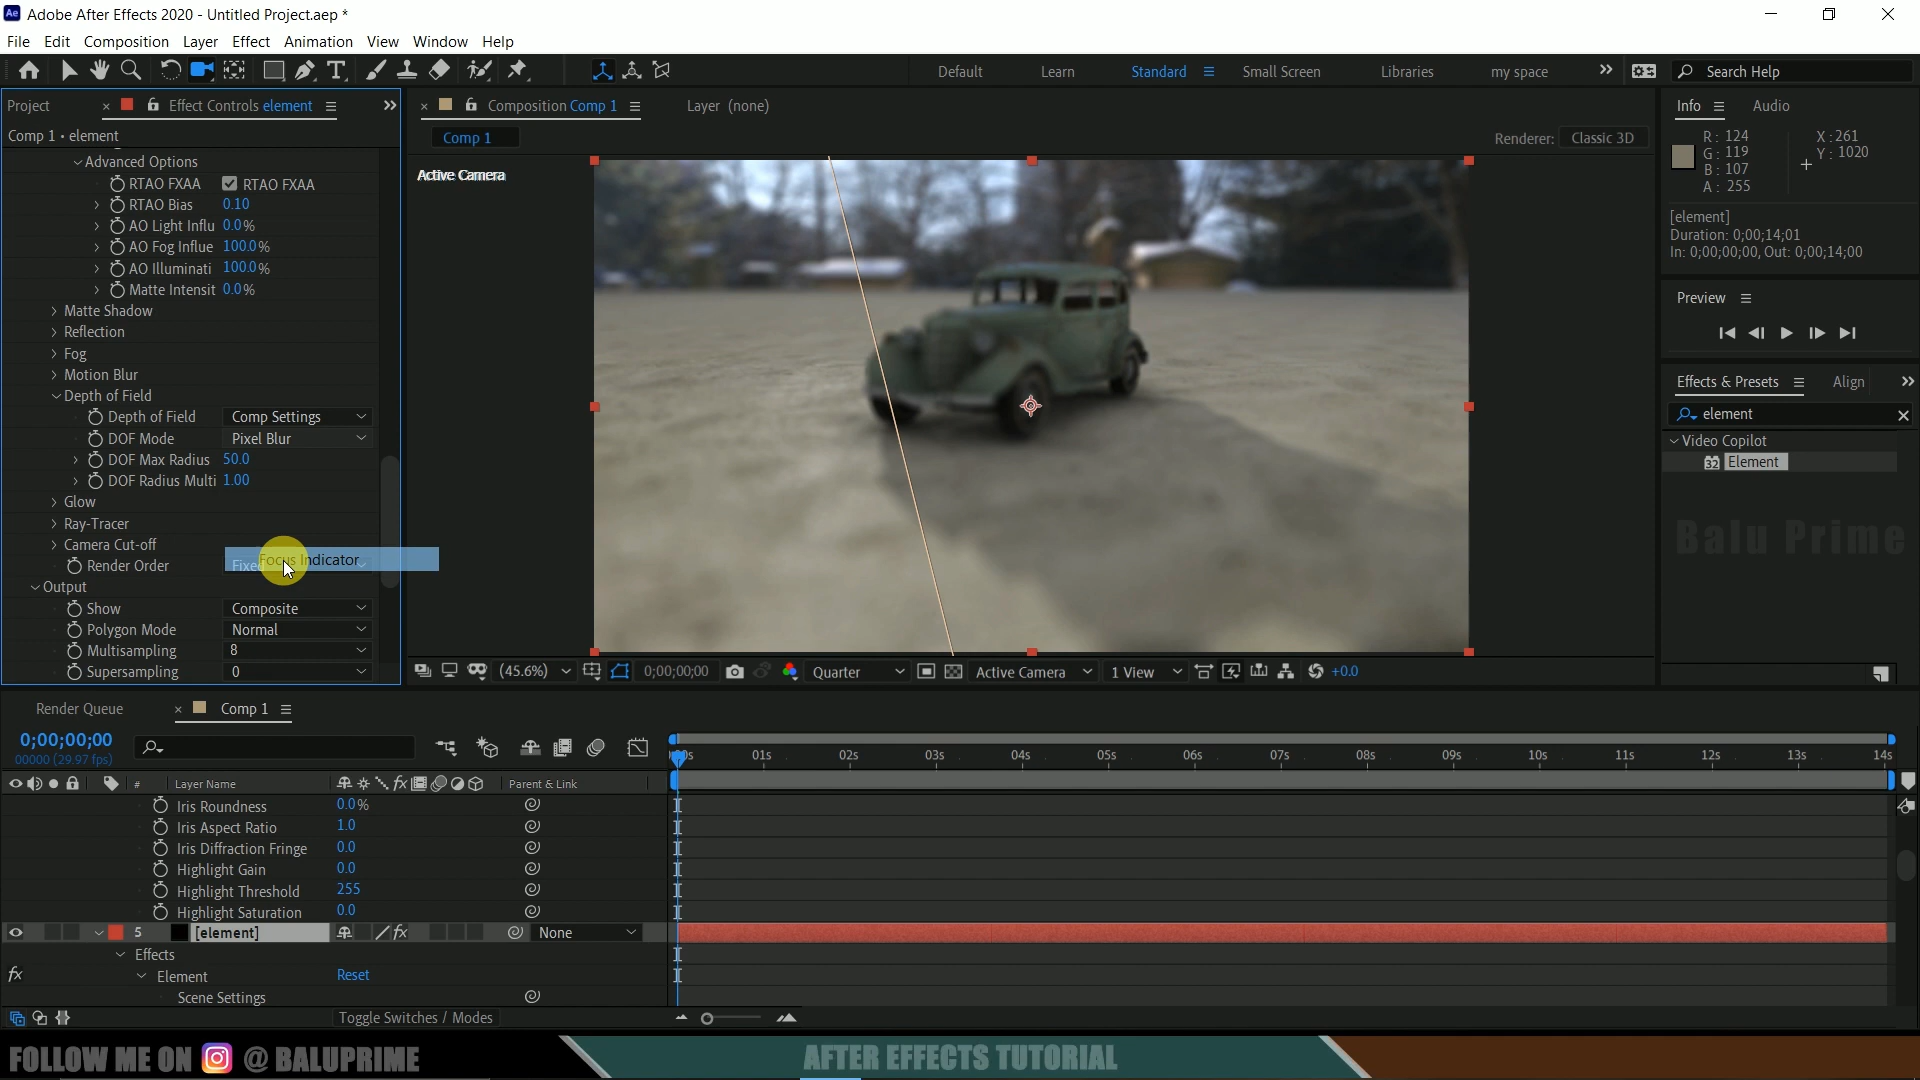 Adobe After Effects 2020 - Untitled Project.aep *
File Edit Composition Layer Effect Animation View Window Help
Default Learn Standard Small Screen Libraries my space Search Help
Project Effect Controls element
Comp 1 • element
Advanced Options
RTAO FXAA RTAO FXAA
RTAO Bias 0.10
AO Light Influ 0.0%
AO Fog Influe 100.0%
AO Illuminati 100.0%
Matte Intensit 0.0%
Matte Shadow
Reflection
Fog
Motion Blur
Depth of Field
Depth of Field Comp Settings
DOF Mode Pixel Blur
DOF Max Radius 50.0
DOF Radius Multi 1.00
Glow
Ray-Tracer
Camera Cut-off
Focus Indicator
Render Order Fixed
Output
Show Composite
Polygon Mode Normal
Multisampling 8
Supersampling 0
Composition Comp 1 Layer (none)
Comp 1
Renderer: Classic 3D
Active Camera
(45.6%) 0;00;00;00 Quarter Active Camera 1 View +0.0
Info Audio
R: 124 X: 261
G: 119 Y: 1020
B: 107
A: 255
[element]
Duration: 0;00;14;01
In: 0;00;00;00, Out: 0;00;14;00
Preview
Effects & Presets Align
element
Video Copilot
32 Element
Balu Prime
Render Queue Comp 1
0;00;00;00
00000 (29.97 fps)
01s 02s 03s 04s 05s 06s 07s 08s 09s 10s 11s 12s 13s 14s
# Layer Name Parent & Link
Iris Roundness 0.0%
Iris Aspect Ratio 1.0
Iris Diffraction Fringe 0.0
Highlight Gain 0.0
Highlight Threshold 255
Highlight Saturation 0.0
5 [element] fx None
Effects
fx Element Reset
Scene Settings
Toggle Switches / Modes
FOLLOW ME ON @ BALUPRIME
AFTER EFFECTS TUTORIAL